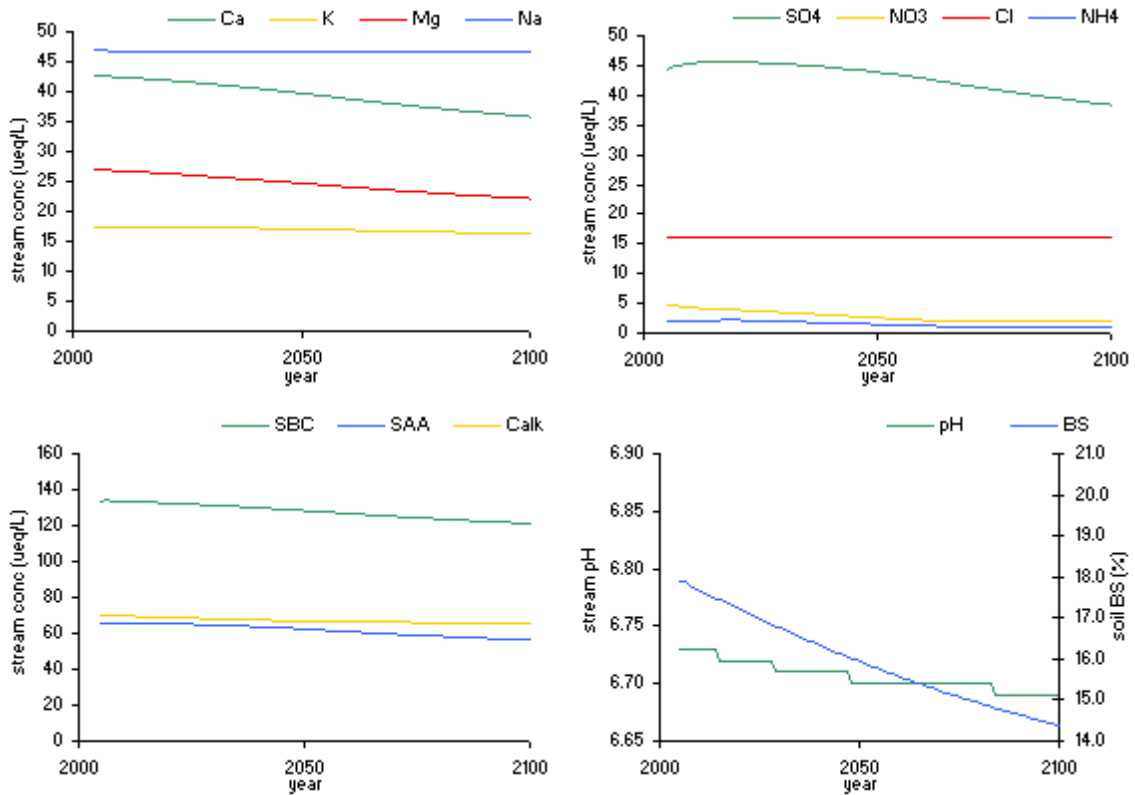 Ca K Mg Na
50
45
40
35
30
25
20
15
10
5
0
stream conc (ueq/L)
2000 2050 2100
year
SO4 NO3 Cl NH4
50
45
40
35
30
25
20
15
10
5
0
stream conc (ueq/L)
2000 2050 2100
year
SBC SAA Calk
160
140
120
100
80
60
40
20
0
stream conc (ueq/L)
2000 2050 2100
year
pH BS
6.90
6.85
6.80
6.75
6.70
6.65
stream pH
21.0
20.0
19.0
18.0
17.0
16.0
15.0
14.0
soil BS (%)
2000 2050 2100
year